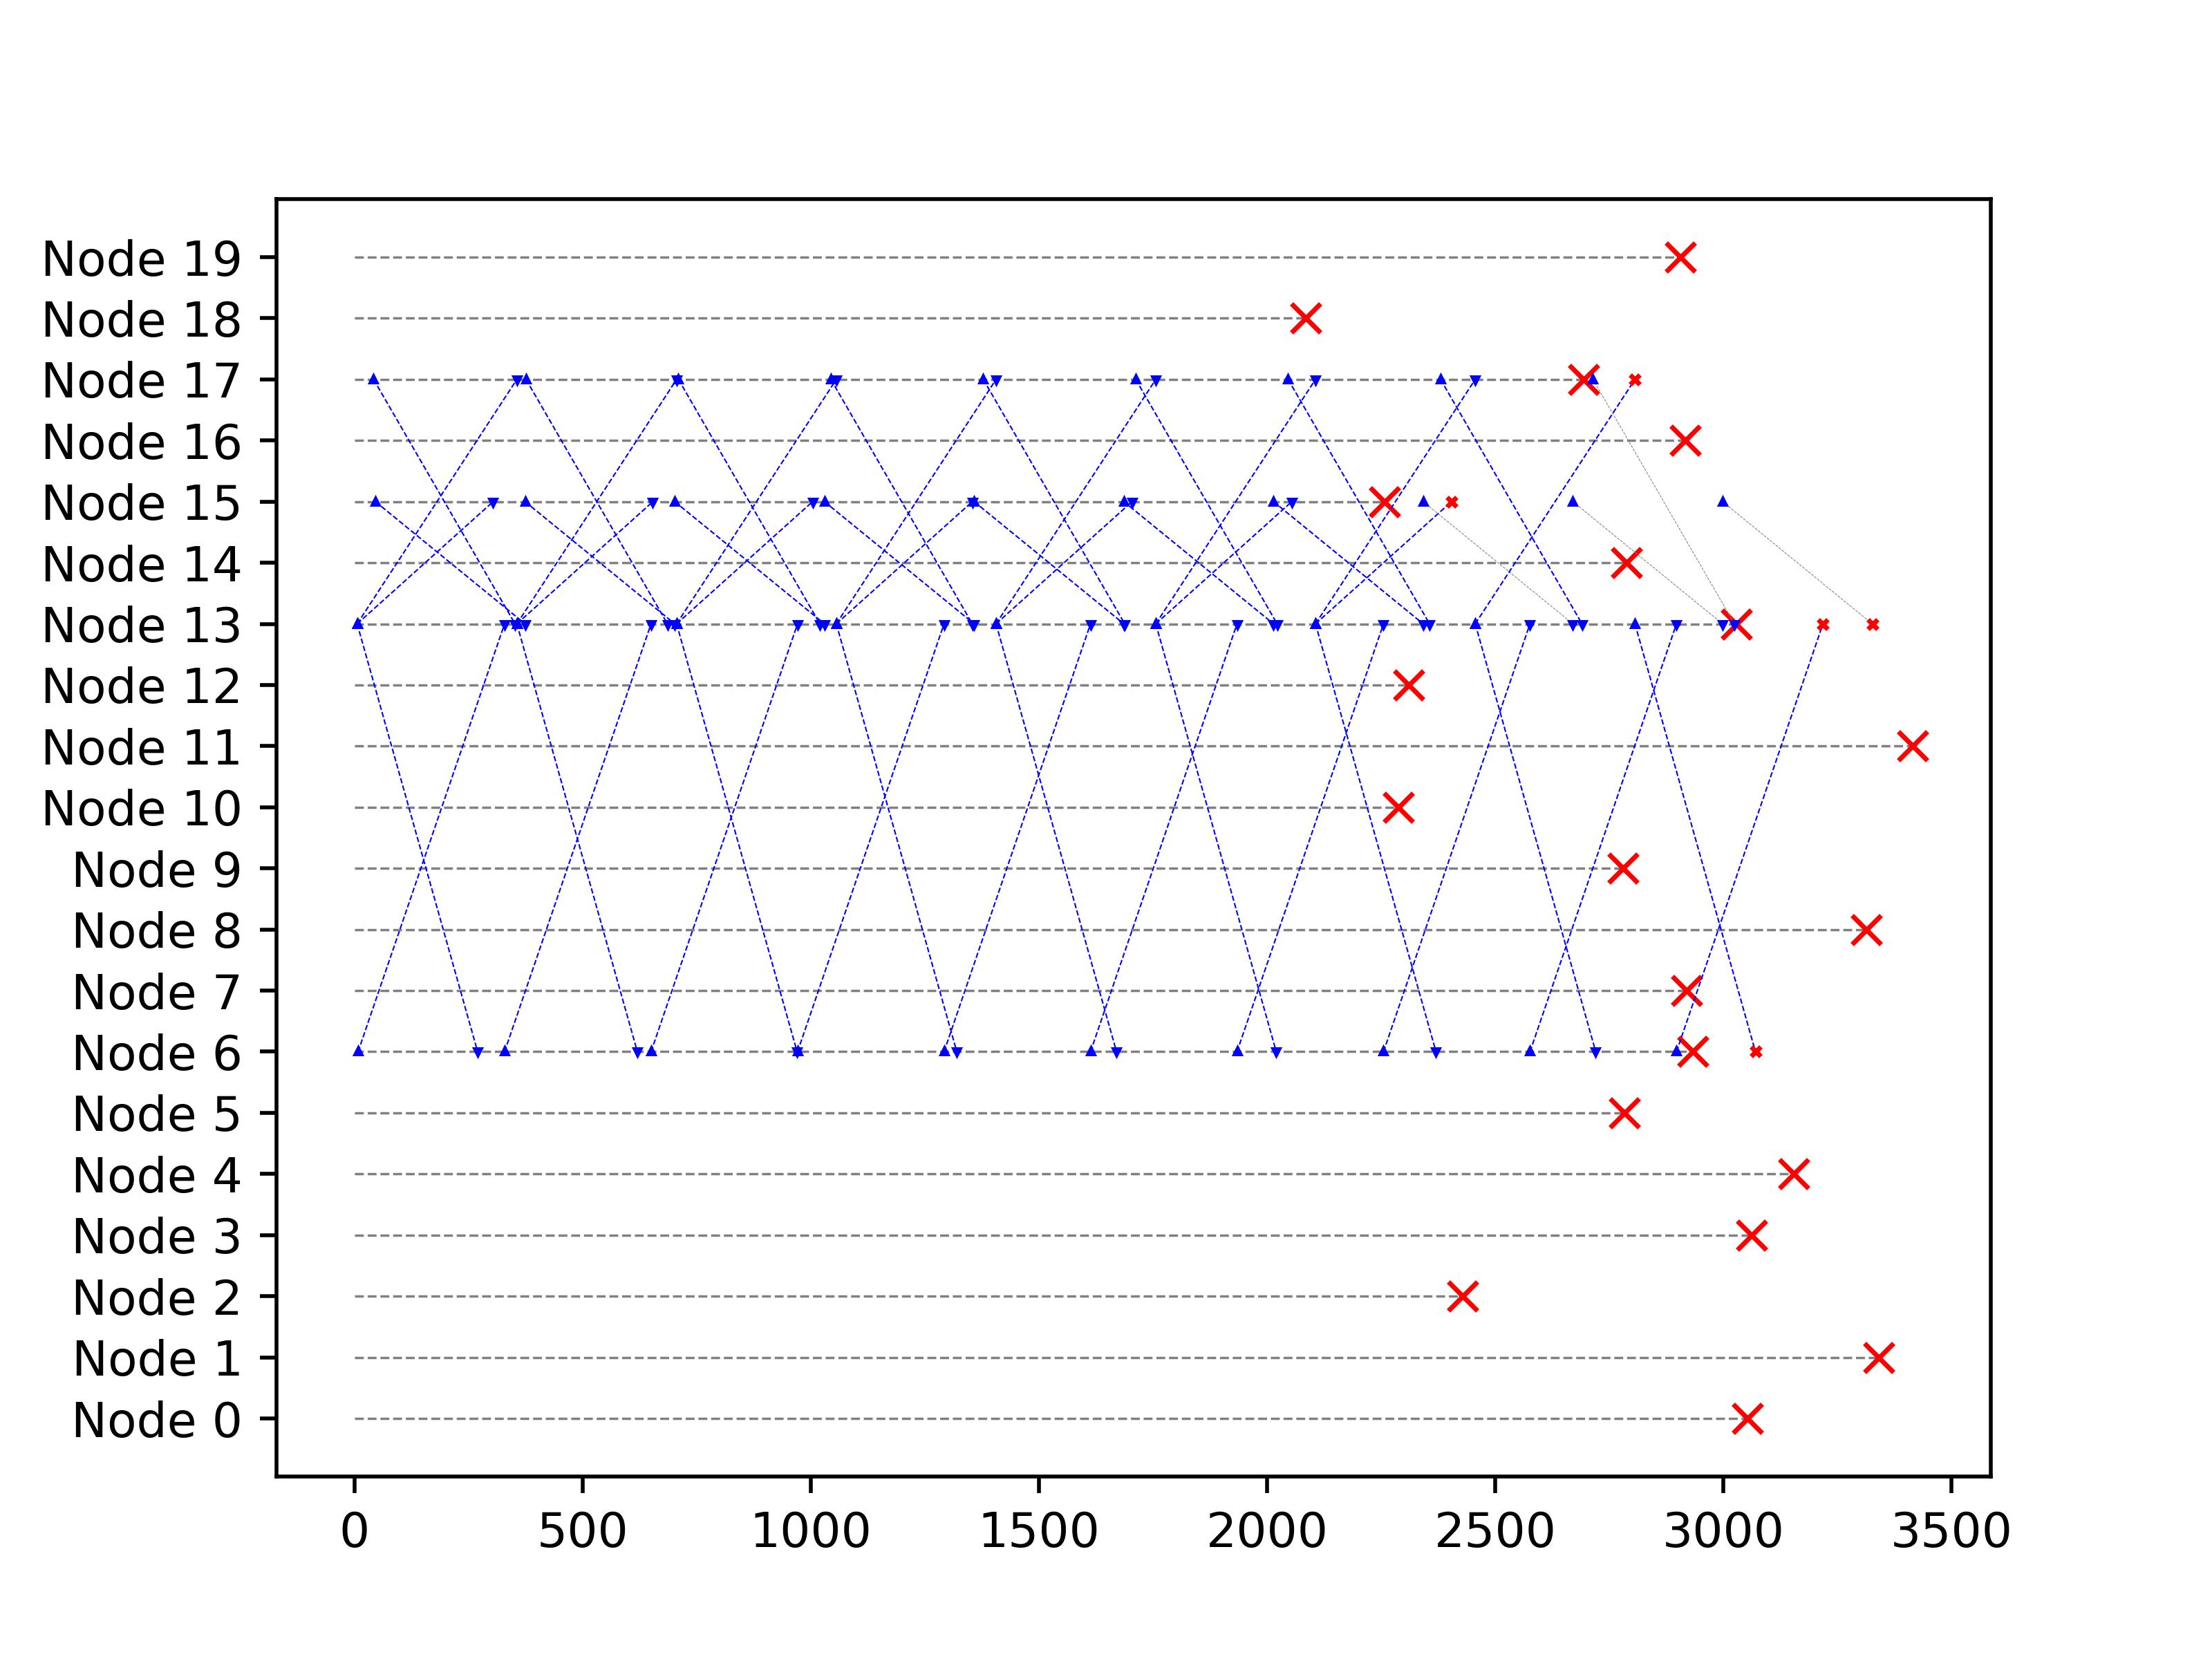 Node 19
Node 18
Node 17
Node 16
Node 15
Node 14
Node 13
Node 12
Node 11
Node 10
Node 9
Node 8
Node 7
Node 6
Node 5
Node 4
Node 3
Node 2
Node 1
Node 0
0 500 1000 1500 2000 2500 3000 3500